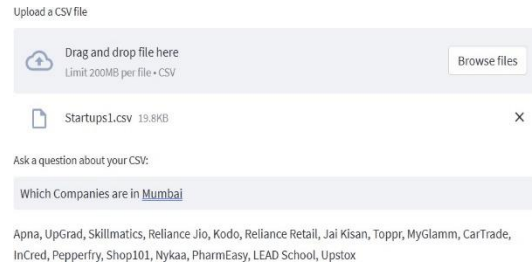 Upload a CSV file
Drag and drop file here
Limit 200MB per file • CSV
Browse files
Startups1.csv 19.8KB
Ask a question about your CSV:
Which Companies are in Mumbai
Apna, UpGrad, Skillmatics, Reliance Jio, Kodo, Reliance Retail, Jai Kisan, Toppr, MyGlamm, CarTrade,
InCred, Pepperfry, Shop101, Nykaa, PharmEasy, LEAD School, Upstox